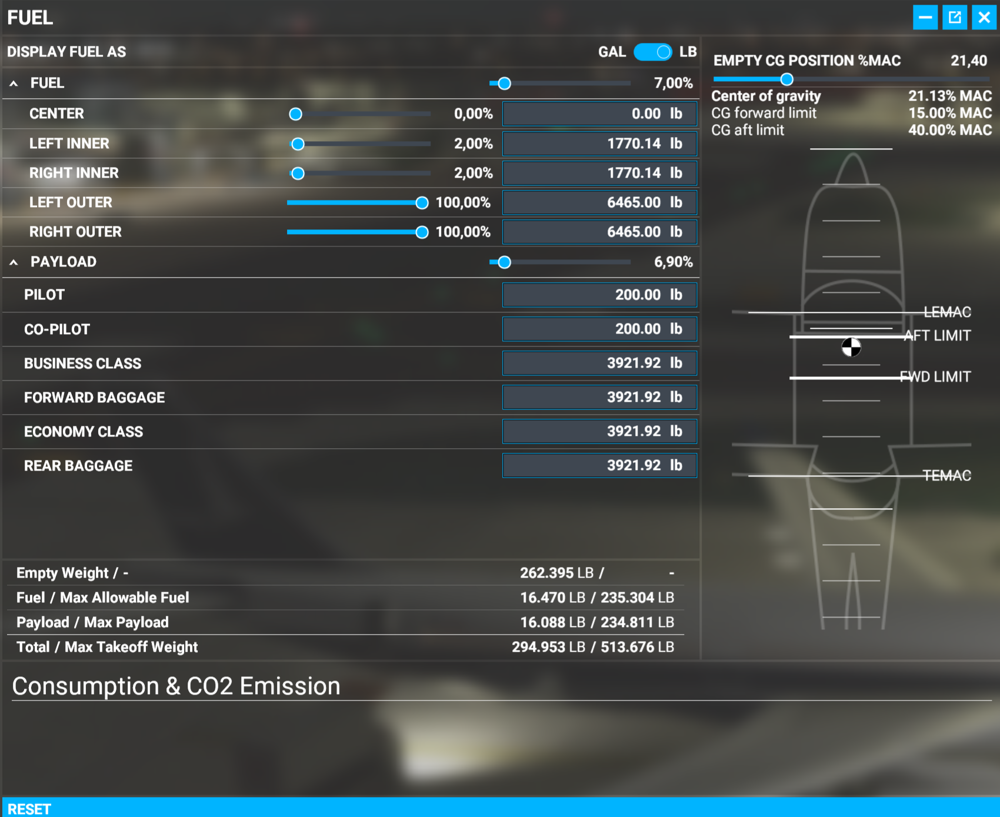 FUEL
DISPLAY FUEL AS GAL LB
FUEL 7,00%
CENTER 0,00% 0.00 lb
LEFT INNER 2,00% 1770.14 lb
RIGHT INNER 2,00% 1770.14 lb
LEFT OUTER 100,00% 6465.00 lb
RIGHT OUTER 100,00% 6465.00 lb
PAYLOAD 6,90%
PILOT 200.00 lb
CO-PILOT 200.00 lb
BUSINESS CLASS 3921.92 lb
FORWARD BAGGAGE 3921.92 lb
ECONOMY CLASS 3921.92 lb
REAR BAGGAGE 3921.92 lb
Empty Weight / - 262.395 LB / -
Fuel / Max Allowable Fuel 16.470 LB / 235.304 LB
Payload / Max Payload 16.088 LB / 234.811 LB
Total / Max Takeoff Weight 294.953 LB / 513.676 LB
EMPTY CG POSITION %MAC 21,40
Center of gravity 21.13% MAC
CG forward limit 15.00% MAC
CG aft limit 40.00% MAC
LEMAC
AFT LIMIT
FWD LIMIT
TEMAC
Consumption & CO2 Emission
RESET